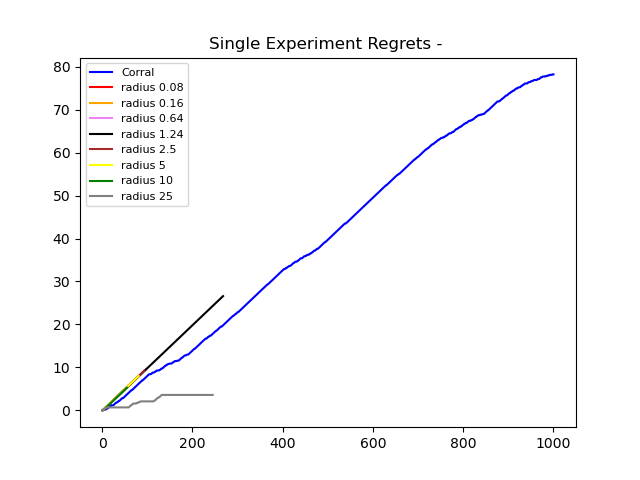 Single Experiment Regrets -
80
70
60
50
40
30
20
10
0
Corral
radius 0.08
radius 0.16
radius 0.64
radius 1.24
radius 2.5
radius 5
radius 10
radius 25
0 200 400 600 800 1000